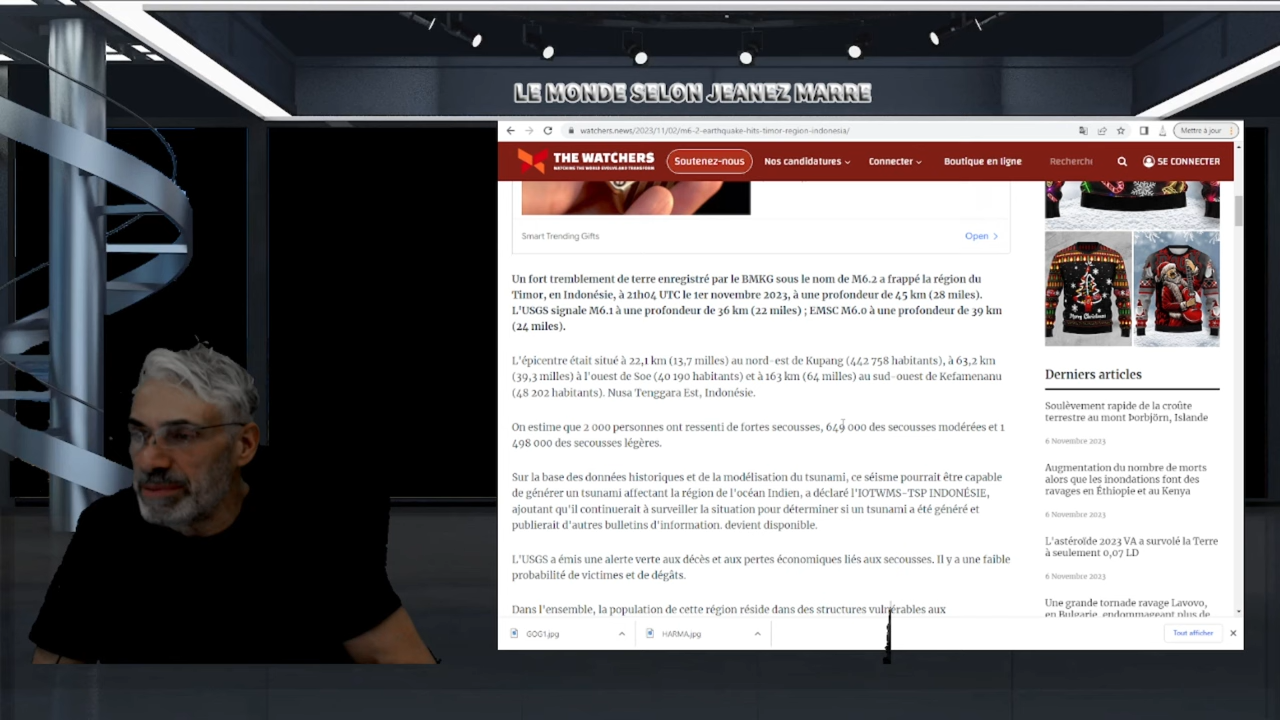 LE MONDE SELON JEANEZ MARRE
watchers.news/2023/11/02/m6-2-earthquake-hits-timor-region-indonesia/
Mettre à jour
THE WATCHERS
WATCHING THE WORLD EVOLVE AND TRANSFORM
Soutenez-nous
Nos candidatures
Connecter
Boutique en ligne
Recherche
SE CONNECTER
Smart Trending Gifts
Open
Un fort tremblement de terre enregistré par le BMKG sous le nom de M6.2 a frappé la région du
Timor, en Indonésie, à 21h04 UTC le 1er novembre 2023, à une profondeur de 45 km (28 miles).
L'USGS signale M6.1 à une profondeur de 36 km (22 miles) ; EMSC M6.0 à une profondeur de 39 km
(24 miles).
L'épicentre était situé à 22,1 km (13,7 milles) au nord-est de Kupang (442 758 habitants), à 63,2 km
(39,3 milles) à l'ouest de Soe (40 190 habitants) et à 163 km (64 milles) au sud-ouest de Kefamenanu
(48 202 habitants). Nusa Tenggara Est, Indonésie.
On estime que 2 000 personnes ont ressenti de fortes secousses, 649 000 des secousses modérées et 1
498 000 des secousses légères.
Sur la base des données historiques et de la modélisation du tsunami, ce séisme pourrait être capable
de générer un tsunami affectant la région de l'océan Indien, a déclaré l'IOTWMS-TSP INDONÉSIE,
ajoutant qu'il continuerait à surveiller la situation pour déterminer si un tsunami a été généré et
publierait d'autres bulletins d'information. devient disponible.
L'USGS a émis une alerte verte aux décès et aux pertes économiques liés aux secousses. Il y a une faible
probabilité de victimes et de dégâts.
Dans l'ensemble, la population de cette région réside dans des structures vulnérables aux
Derniers articles
Soulèvement rapide de la croûte
terrestre au mont Þorbjörn, Islande
6 Novembre 2023
Augmentation du nombre de morts
alors que les inondations font des
ravages en Éthiopie et au Kenya
6 Novembre 2023
L'astéroïde 2023 VA a survolé la Terre
à seulement 0,07 LD
6 Novembre 2023
Une grande tornade ravage Lavovo,
en Bulgarie, endommageant plus de
GOG1.jpg
HARMA.jpg
Tout afficher